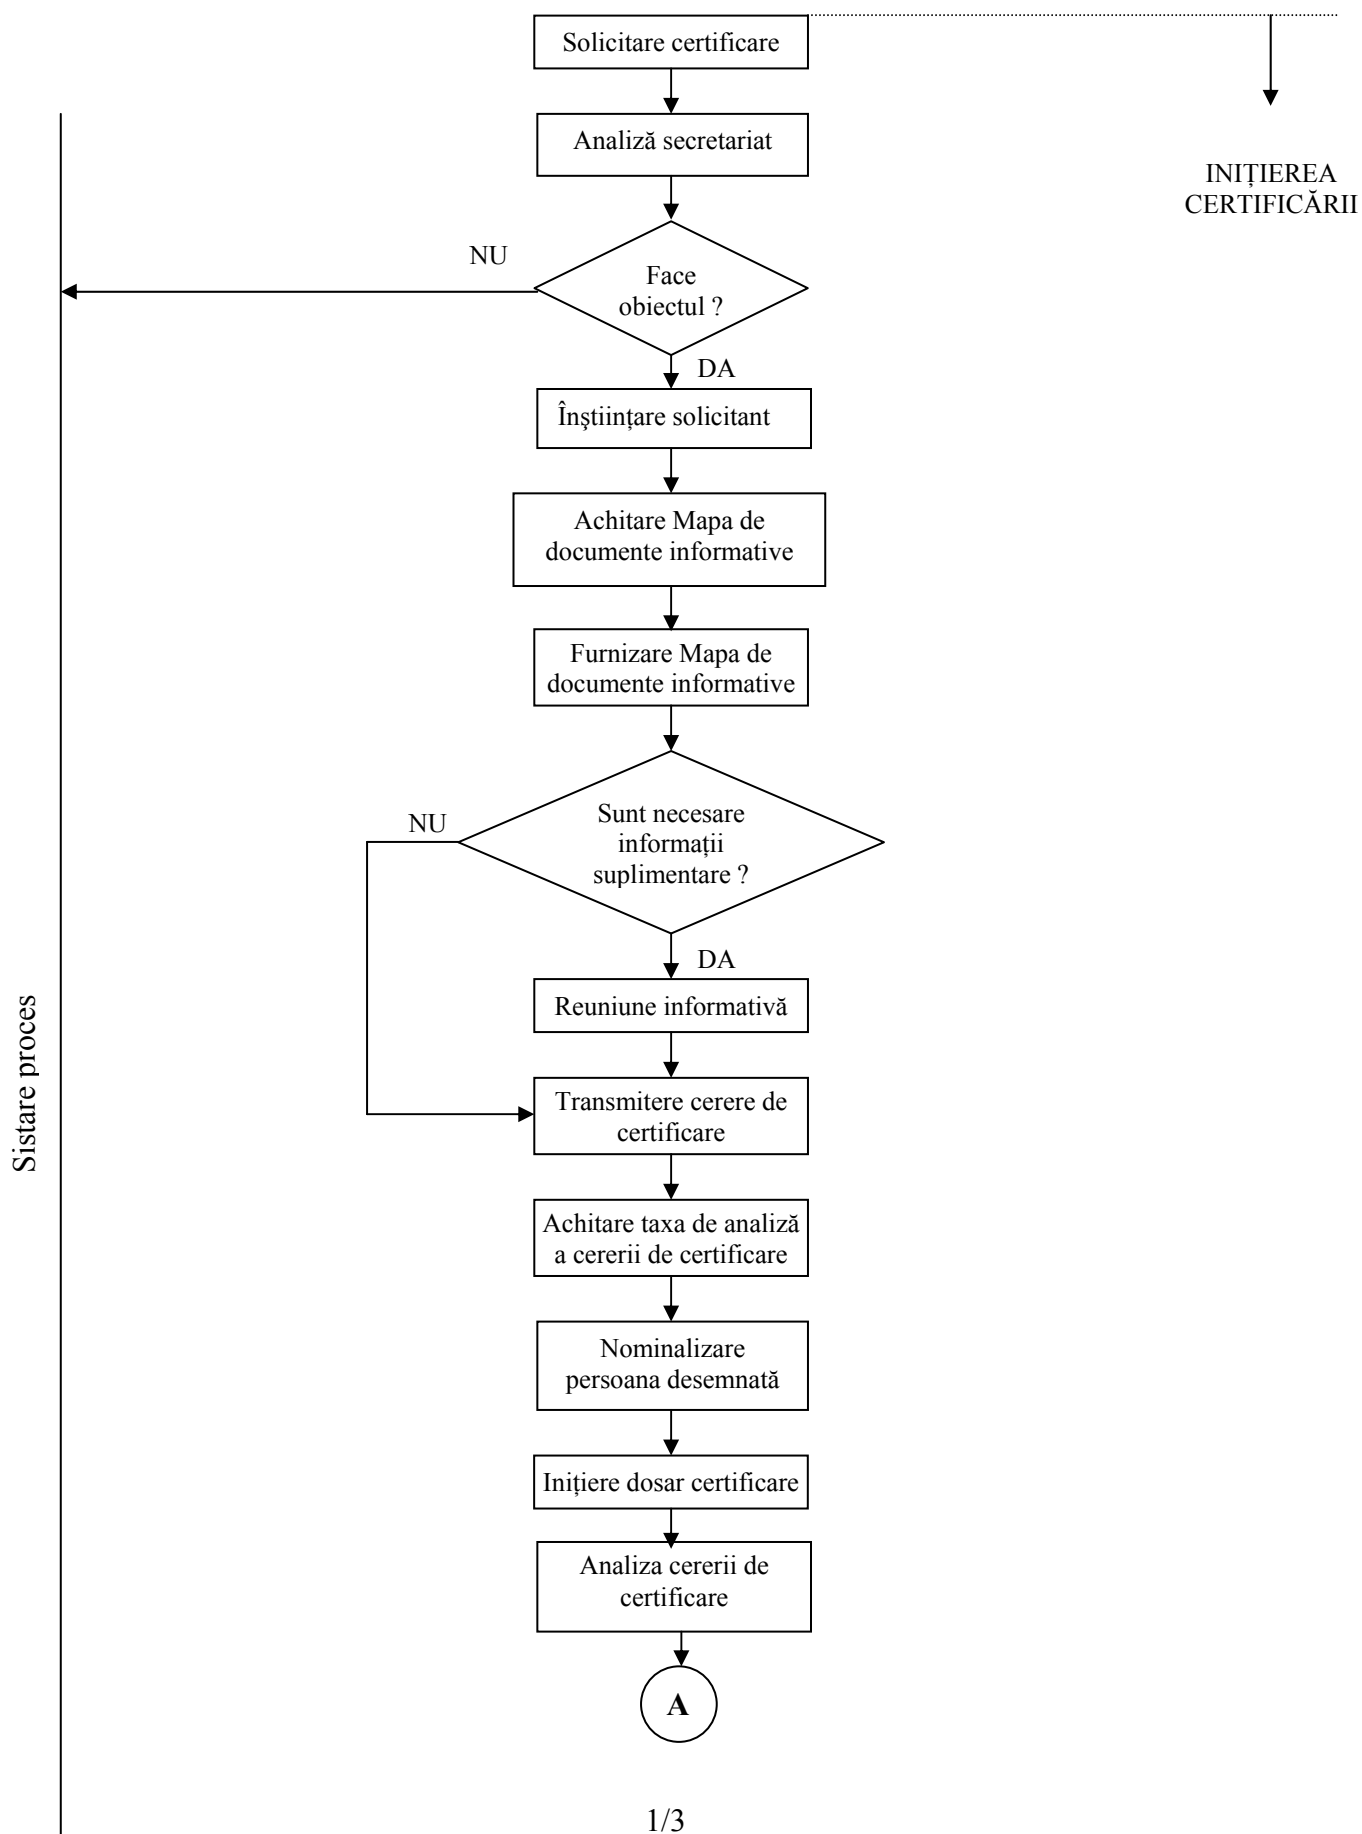 Solicitare certificare
Analiză secretariat
INIȚIEREA
CERTIFICĂRII
NU
Face
obiectul ?
DA
Înștiințare solicitant
Achitare Mapa de
documente informative
Furnizare Mapa de
documente informative
NU
Sunt necesare
informații
suplimentare ?
DA
Reuniune informativă
Sistare proces
Transmitere cerere de
certificare
Achitare taxa de analiză
a cererii de certificare
Nominalizare
persoana desemnată
Inițiere dosar certificare
Analiza cererii de
certificare
A
1/3